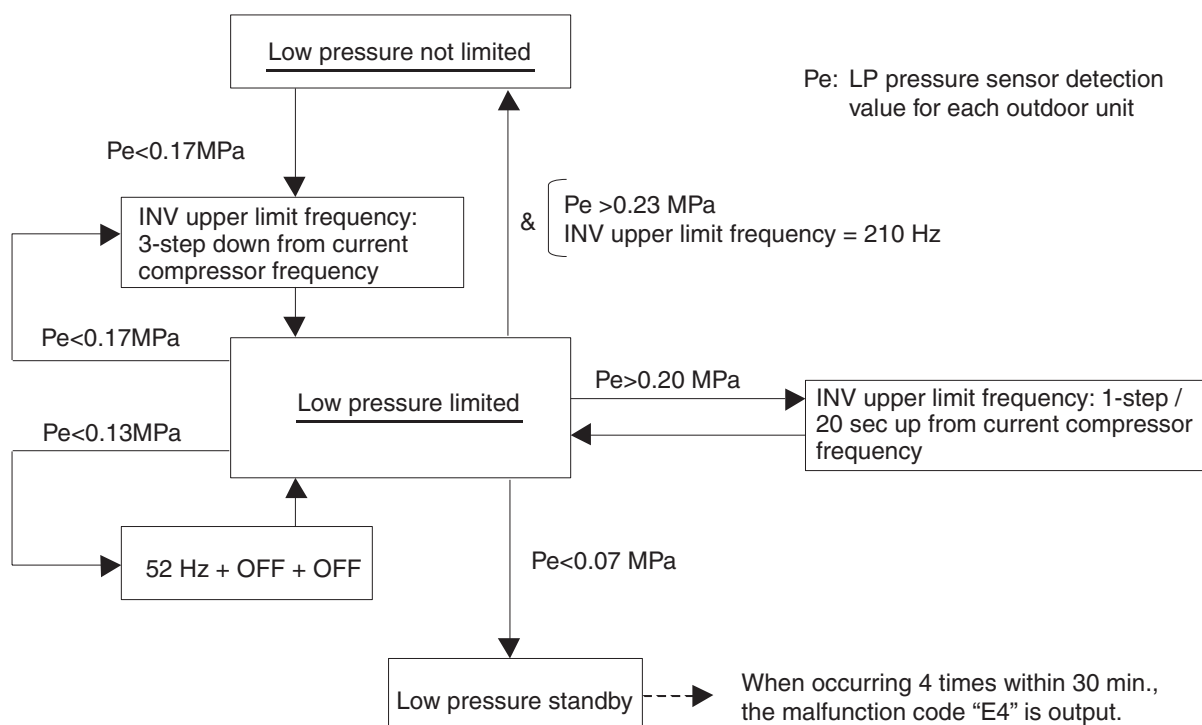 Low pressure not limited
Pe: LP pressure sensor detection
value for each outdoor unit
Pe<0.17MPa
& Pe >0.23 MPa
INV upper limit frequency = 210 Hz
INV upper limit frequency:
3-step down from current
compressor frequency
Pe<0.17MPa
Low pressure limited
Pe>0.20 MPa
INV upper limit frequency: 1-step /
20 sec up from current compressor
frequency
Pe<0.13MPa
52 Hz + OFF + OFF
Pe<0.07 MPa
Low pressure standby
When occurring 4 times within 30 min.,
the malfunction code “E4” is output.